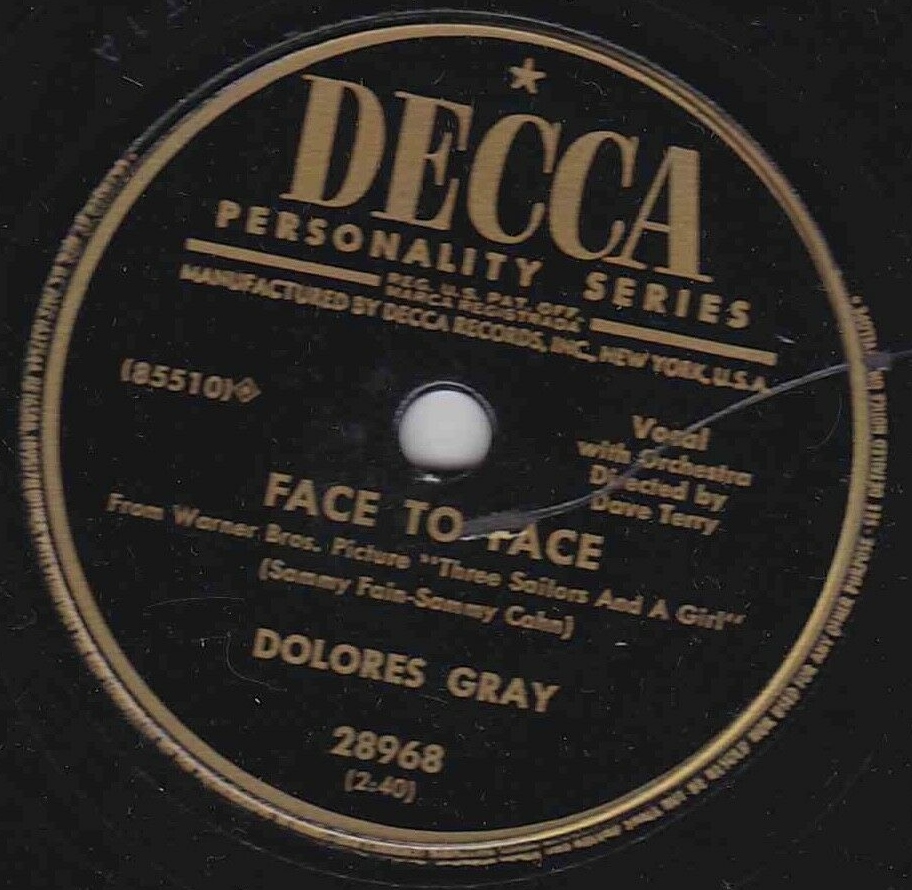 DECCA
PERSONALITY SERIES
REG. U.S. PAT. OFF.
MARCA REGISTRADA
MANUFACTURED BY DECCA RECORDS, INC., NEW YORK, U.S.A.
(85510)
Vocal
with Orchestra
Directed by
Dave Terry
FACE TO FACE
From Warner Bros. Picture "Three Sailors And A Girl"
(Sammy Fain-Sammy Cahn)
DOLORES GRAY
28968
(2:40)